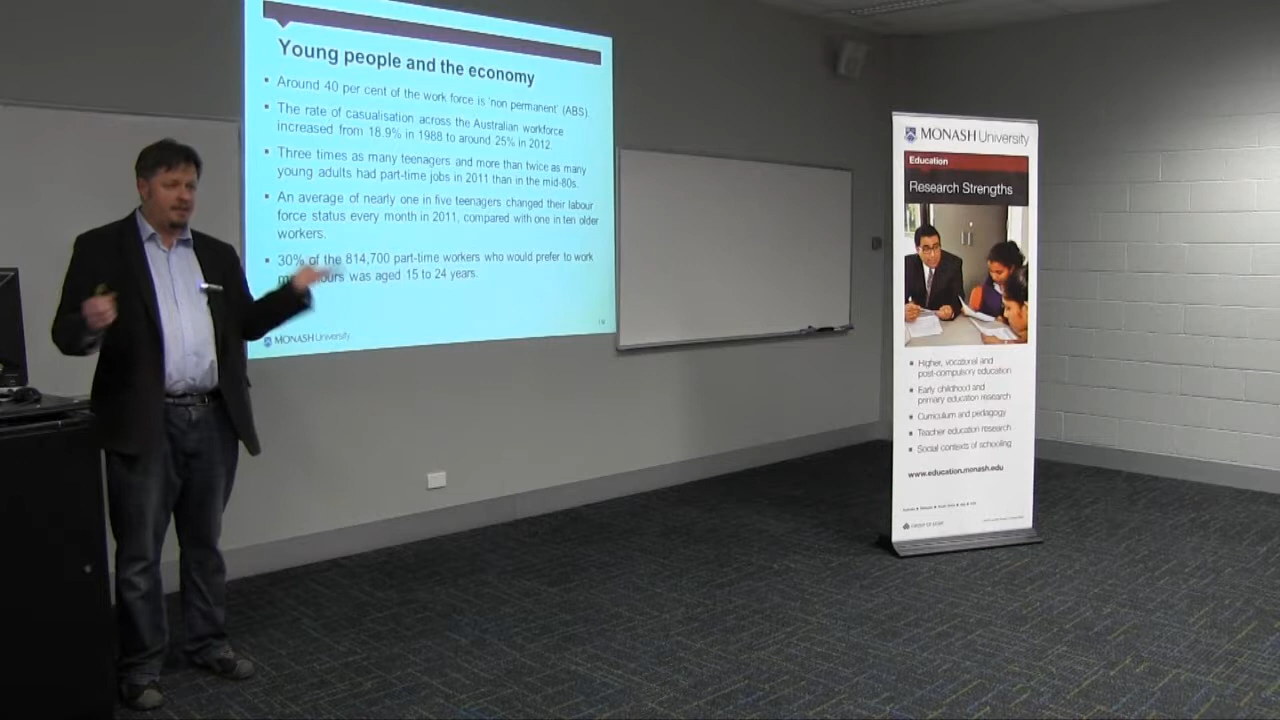 Young people and the economy
Around 40 per cent of the work force is 'non permanent' (ABS).
The rate of casualisation across the Australian workforce
increased from 18.9% in 1988 to around 25% in 2012.
Three times as many teenagers and more than twice as many
young adults had part-time jobs in 2011 than in the mid-80s.
An average of nearly one in five teenagers changed their labour
force status every month in 2011, compared with one in ten older
workers.
30% of the 814,700 part-time workers who would prefer to work
hours was aged 15 to 24 years.
MONASH University
MONASH University
Education
Research Strengths
Higher, vocational and
post-compulsory education
Early childhood and
primary education research
Curriculum and pedagogy
Teacher education research
Social contexts of schooling
www.education.monash.edu